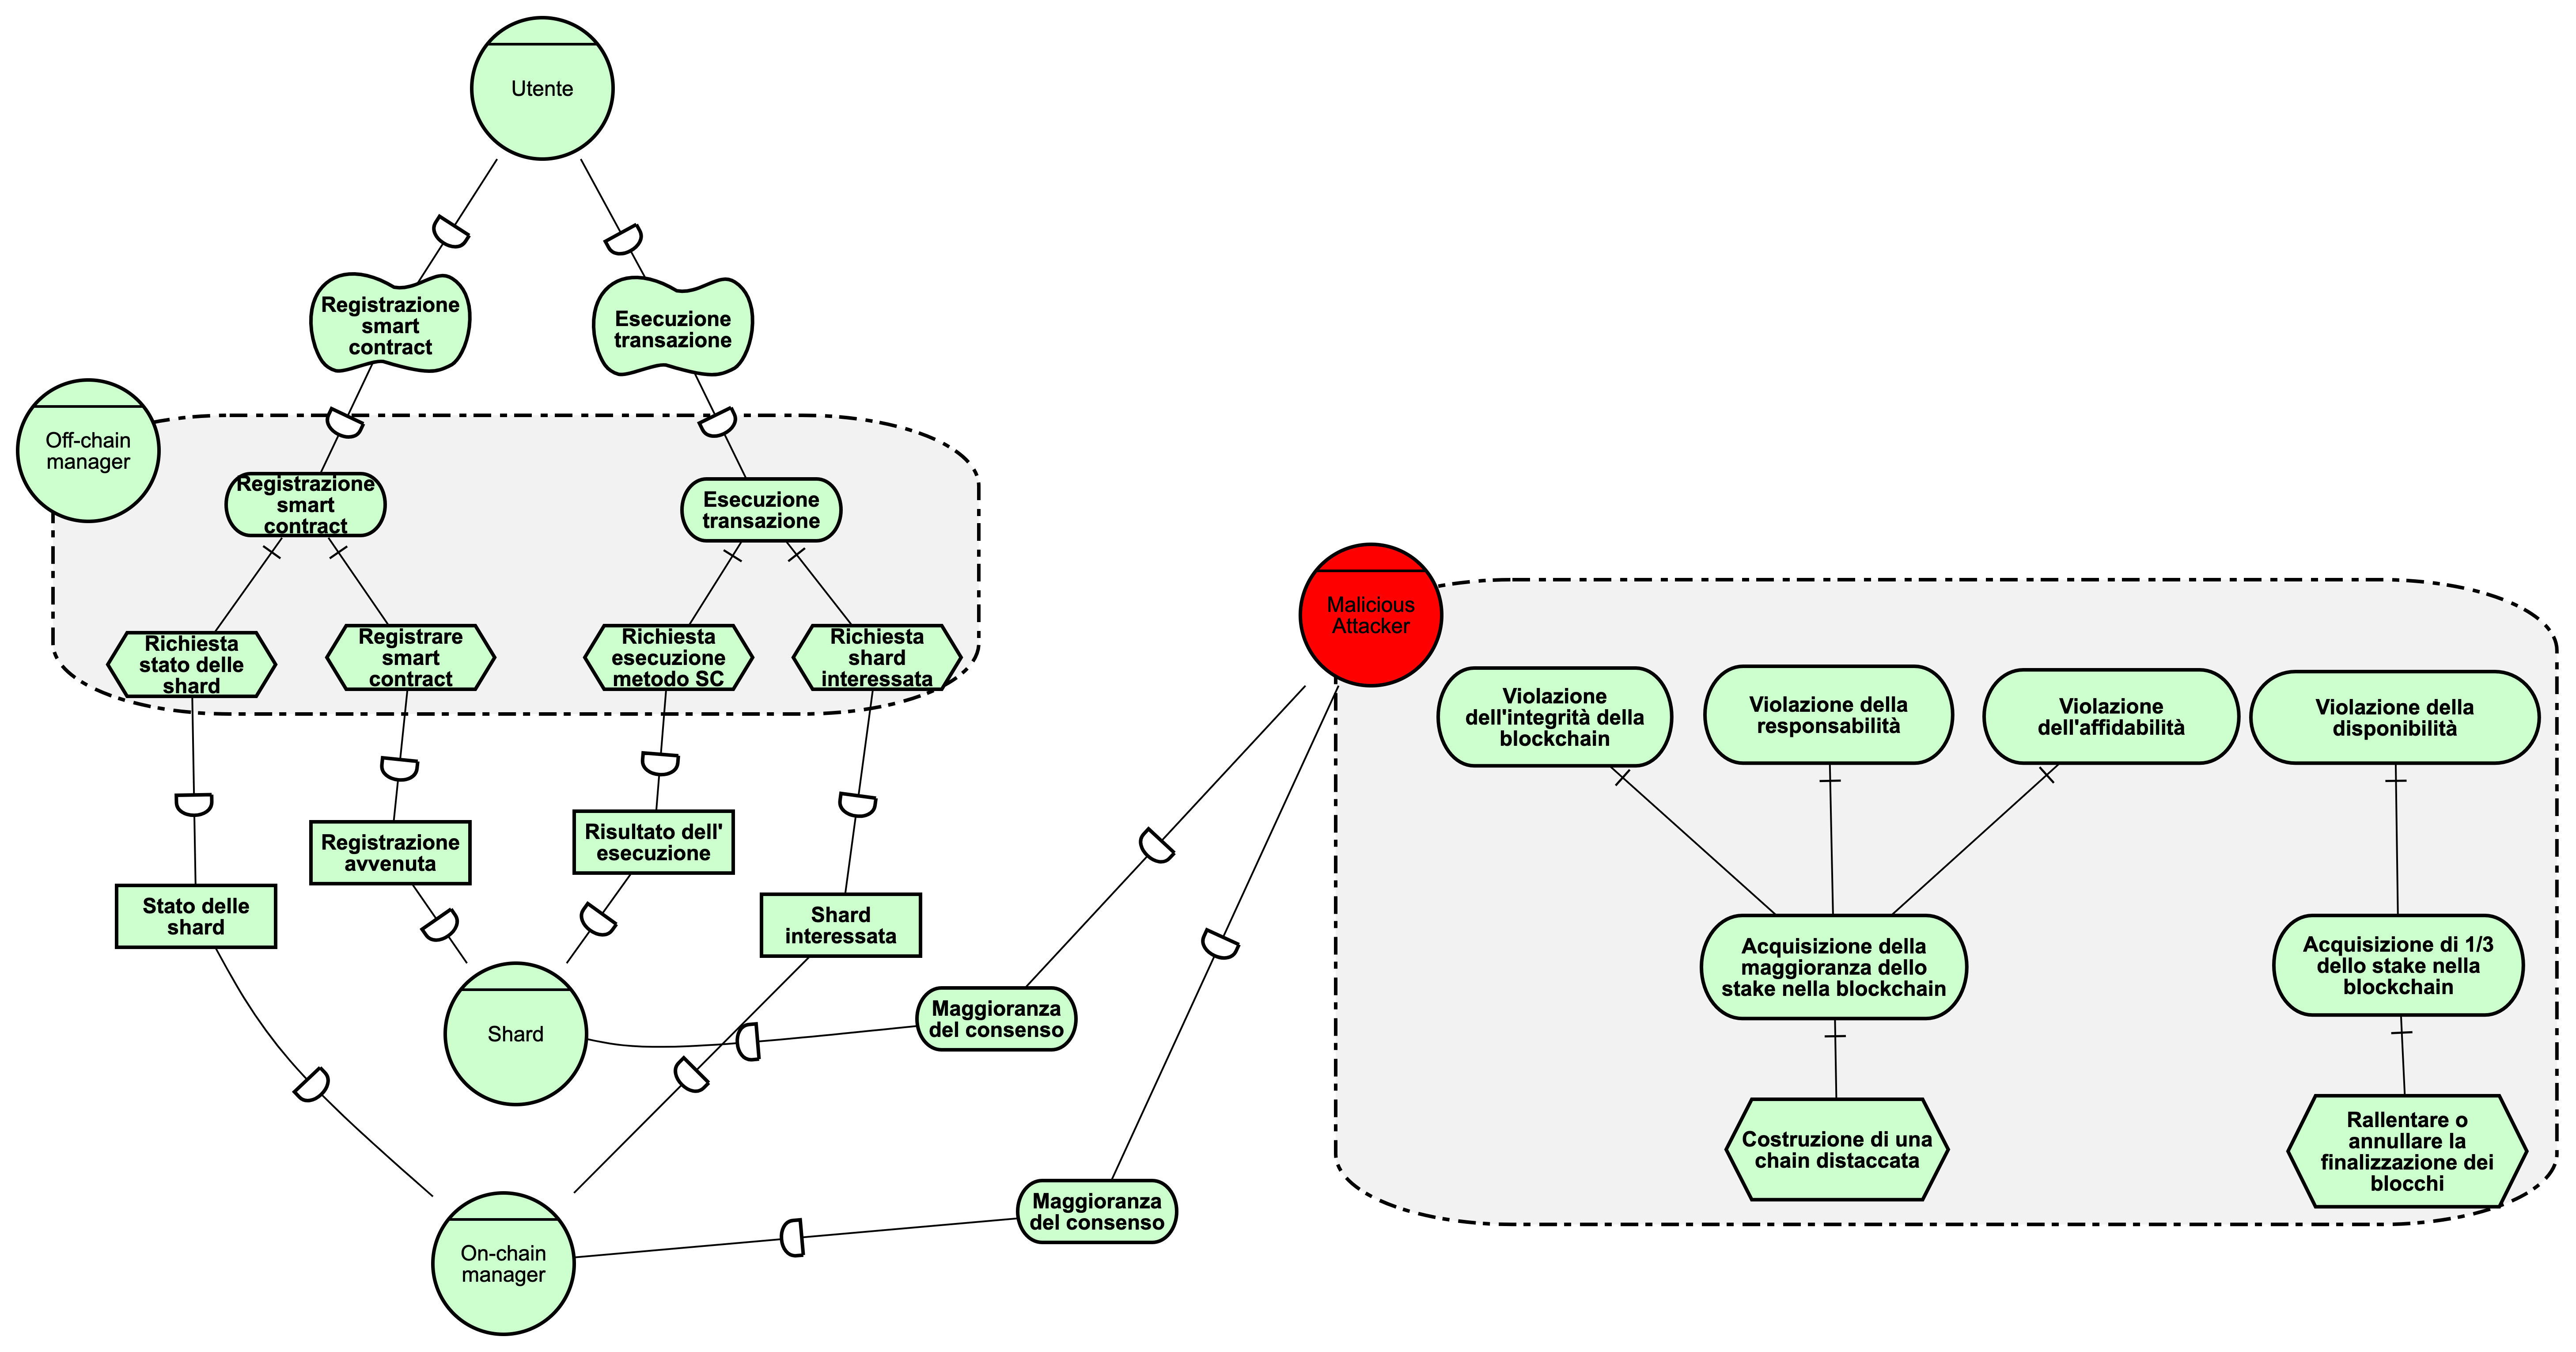 Utente
Registrazione
smart
contract
Esecuzione
transazione
Off-chain
manager
Registrazione
smart
contract
Esecuzione
transazione
Richiesta
stato delle
shard
Registrare
smart
contract
Richiesta
esecuzione
metodo SC
Richiesta
shard
interessata
Registrazione
avvenuta
Risultato dell'
esecuzione
Stato delle
shard
Shard
interessata
Shard
Maggioranza
del consenso
On-chain
manager
Maggioranza
del consenso
Malicious
Attacker
Violazione
dell'integrità della
blockchain
Violazione della
responsabilità
Violazione
dell'affidabilità
Violazione della
disponibilità
Acquisizione della
maggioranza dello
stake nella blockchain
Acquisizione di 1/3
dello stake nella
blockchain
Costruzione di una
chain distaccata
Rallentare o
annullare la
finalizzazione dei
blocchi